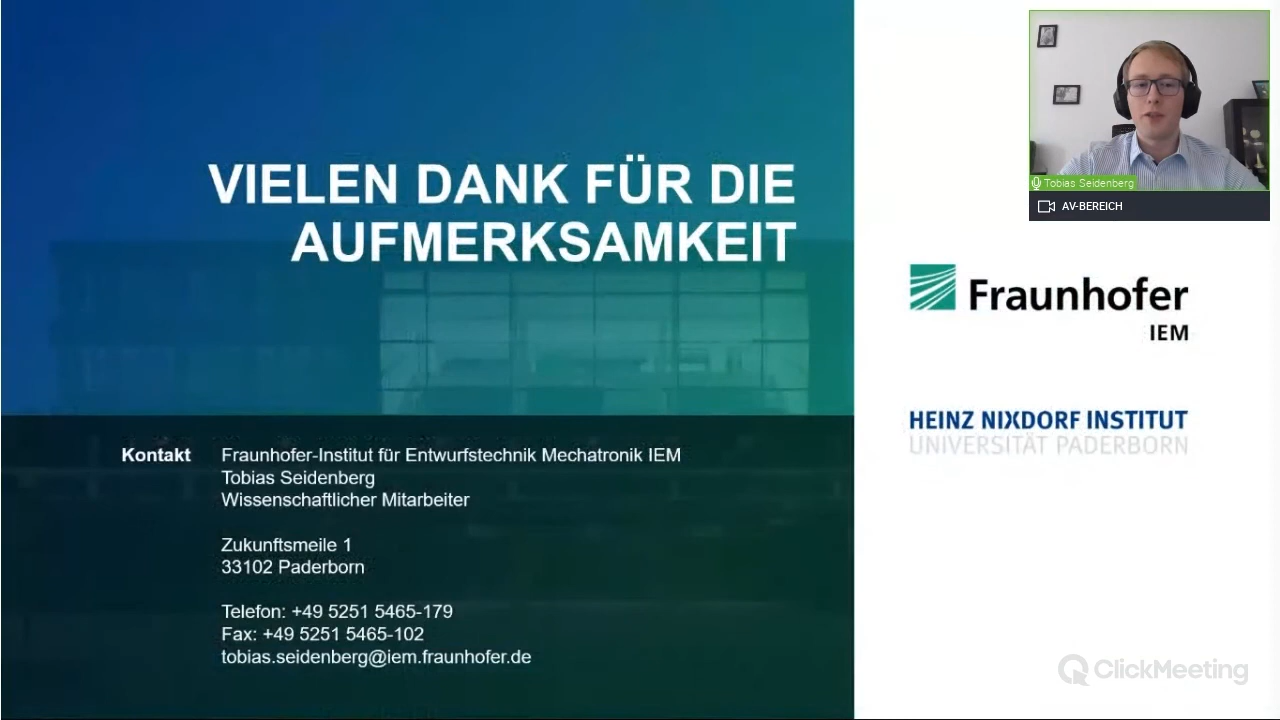 VIELEN DANK FÜR DIE
AUFMERKSAMKEIT
Kontakt
Fraunhofer-Institut für Entwurfstechnik Mechatronik IEM
Tobias Seidenberg
Wissenschaftlicher Mitarbeiter
Zukunftsmeile 1
33102 Paderborn
Telefon: +49 5251 5465-179
Fax: +49 5251 5465-102
tobias.seidenberg@iem.fraunhofer.de
Tobias Seidenberg
AV-BEREICH
Fraunhofer
IEM
HEINZ NIXDORF INSTITUT
UNIVERSITÄT PADERBORN
ClickMeeting